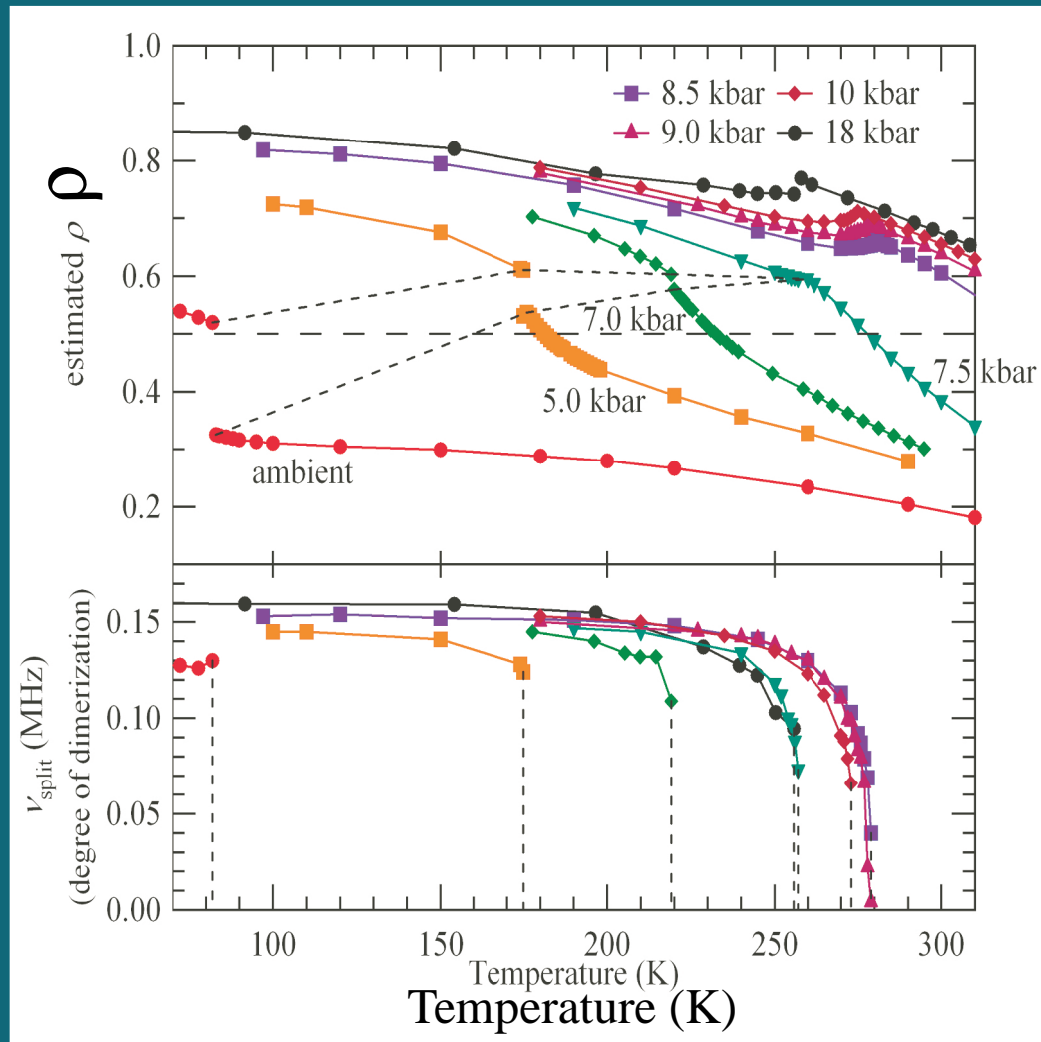 1.0
0.8
0.6
0.4
0.2
estimated ρ ρ
8.5 kbar
10 kbar
9.0 kbar
18 kbar
7.0 kbar
7.5 kbar
5.0 kbar
ambient
0.15
0.10
0.05
0.00
νsplit (MHz)
(degree of dimerization)
100 150 200 250 300
Temperature (K)
Temperature (K)